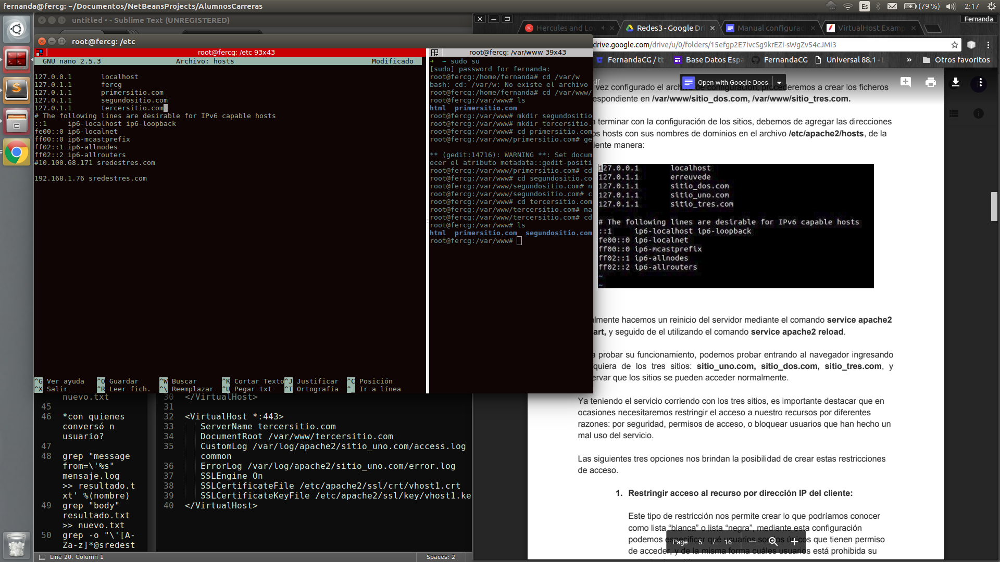 fernanda@fercg: ~/Documentos/NetBeansProjects/AlumnosCarreras
Es
(79 %)
2:17
untitled • - Sublime Text (UNREGISTERED)
root@fercg: /etc
root@fercg: /etc 93x43
GNU nano 2.5.3 Archivo: hosts Modificado
127.0.0.1 localhost
127.0.1.1 fercg
127.0.1.1 primersitio.com
127.0.1.1 segundositio.com
127.0.1.1 tercersitio.com
# The following lines are desirable for IPv6 capable hosts
::1 ip6-localhost ip6-loopback
fe00::0 ip6-localnet
ff00::0 ip6-mcastprefix
ff02::1 ip6-allnodes
ff02::2 ip6-allrouters
#10.100.68.171 sredestres.com
192.168.1.76 sredestres.com
^G Ver ayuda ^O Guardar ^W Buscar ^K Cortar Texto ^J Justificar ^C Posición
^X Salir ^R Leer fich. ^\ Reemplazar ^U Pegar txt ^T Ortografía ^_ Ir a línea
root@fercg: /var/www 39x43
➜ ~ sudo su
[sudo] password for fernanda:
root@fercg:/home/fernanda# cd /var/w
bash: cd: /var/w: No existe el archivo
root@fercg:/home/fernanda# cd /var/www/
root@fercg:/var/www# ls
html primersitio.com
root@fercg:/var/www# mkdir segundositio
root@fercg:/var/www# mkdir tercersitio.
root@fercg:/var/www# cd primersitio.com
root@fercg:/var/www/primersitio.com# ge
** (gedit:14716): WARNING **: Set docum
ecer el atributo metadata::gedit-positi
root@fercg:/var/www/primersitio.com# cd
root@fercg:/var/www# cd segundositio.co
root@fercg:/var/www/segundositio.com# n
root@fercg:/var/www/segundositio.com# c
root@fercg:/var/www# cd tercersitio.com
root@fercg:/var/www/tercersitio.com# na
root@fercg:/var/www/tercersitio.com# cd
root@fercg:/var/www# ls
html primersitio.com segundositio.com
root@fercg:/var/www#
nuevo.txt
45
46 *con quienes
conversó n
usuario?
47
48 grep "message
from=\'%s"
mensaje.log
>> resultado.t
xt' %(nombre)
49 grep "body"
resultado.txt
>> nuevo.txt
50 grep -o "\'[A-
Za-z]*@sredest
30 </VirtualHost>
31
32 <VirtualHost *:443>
33 ServerName tercersitio.com
34 DocumentRoot /var/www/tercersitio.com
35 CustomLog /var/log/apache2/sitio_uno.com/access.log
common
36 ErrorLog /var/log/apache2/sitio_uno.com/error.log
37 SSLEngine On
38 SSLCertificateFile /etc/apache2/ssl/crt/vhost1.crt
39 SSLCertificateKeyFile /etc/apache2/ssl/key/vhost1.ke
40 </VirtualHost>
Line 20, Column 1
Spaces: 2
Fernanda
Hercules and Lo
Redes3 - Google Dri
Manual configurac
VirtualHost Examp
drive.google.com/drive/u/0/folders/15efgp2E7ivcSg9krEZi-sWgZv54cJMi3
FernandaCG / tt
Base Datos Espa
FernandaCG
Universal 88.1 - L
»
Otros favoritos
df
Open with Google Docs
vez configurado el archivo de configuración, procederemos a crear los ficheros
espondiente en /var/www/sitio_dos.com, /var/www/sitio_tres.com.
a terminar con la configuración de los sitios, debemos de agregar las direcciones
os hosts con sus nombres de dominios en el archivo /etc/apache2/hosts, de la
iente manera:
127.0.0.1 localhost
127.0.1.1 erreuvede
127.0.1.1 sitio_dos.com
127.0.1.1 sitio_uno.com
127.0.1.1 sitio_tres.com
# The following lines are desirable for IPv6 capable hosts
::1 ip6-localhost ip6-loopback
fe00::0 ip6-localnet
ff00::0 ip6-mcastprefix
ff02::1 ip6-allnodes
ff02::2 ip6-allrouters
~
~
lmente hacemos un reinicio del servidor mediante el comando service apache2
art, y seguido de el utilizando el comando service apache2 reload.
a probar su funcionamiento, podemos probar entrando al navegador ingresando
quiera de los tres sitios: sitio_uno.com, sitio_dos.com, sitio_tres.com, y
ervar que los sitios se pueden acceder normalmente.
Ya teniendo el servicio corriendo con los tres sitios, es importante destacar que en
ocasiones necesitaremos restringir el acceso a nuestro recursos por diferentes
razones: por seguridad, permisos de acceso, o bloquear usuarios que han hecho un
mal uso del servicio.
Las siguientes tres opciones nos brindan la posibilidad de crear estas restricciones
de acceso.
1. Restringir acceso al recurso por dirección IP del cliente:
Este tipo de restricción nos permite crear lo que podríamos conocer
como lista “blanca” o lista “negra”, mediante esta configuración
podemos especificar qué usuarios son los únicos que tienen permiso
de acceder, y de la misma forma cuáles usuarios está prohibida su
Page 5 / 16